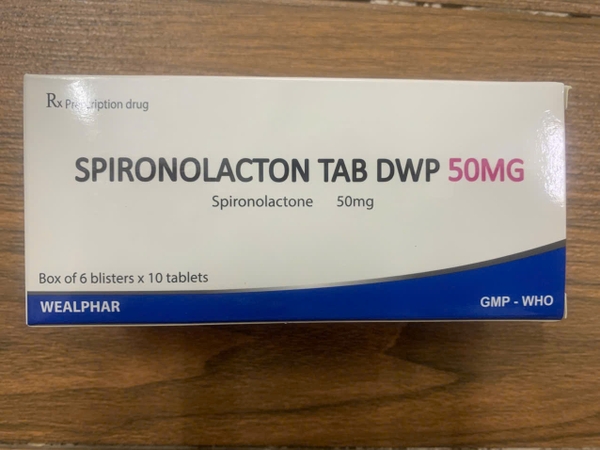 Rx Prescription drug
SPIRONOLACTON TAB DWP 50MG
Spironolactone 50mg
Box of 6 blisters x 10 tablets
WEALPHAR
GMP - WHO